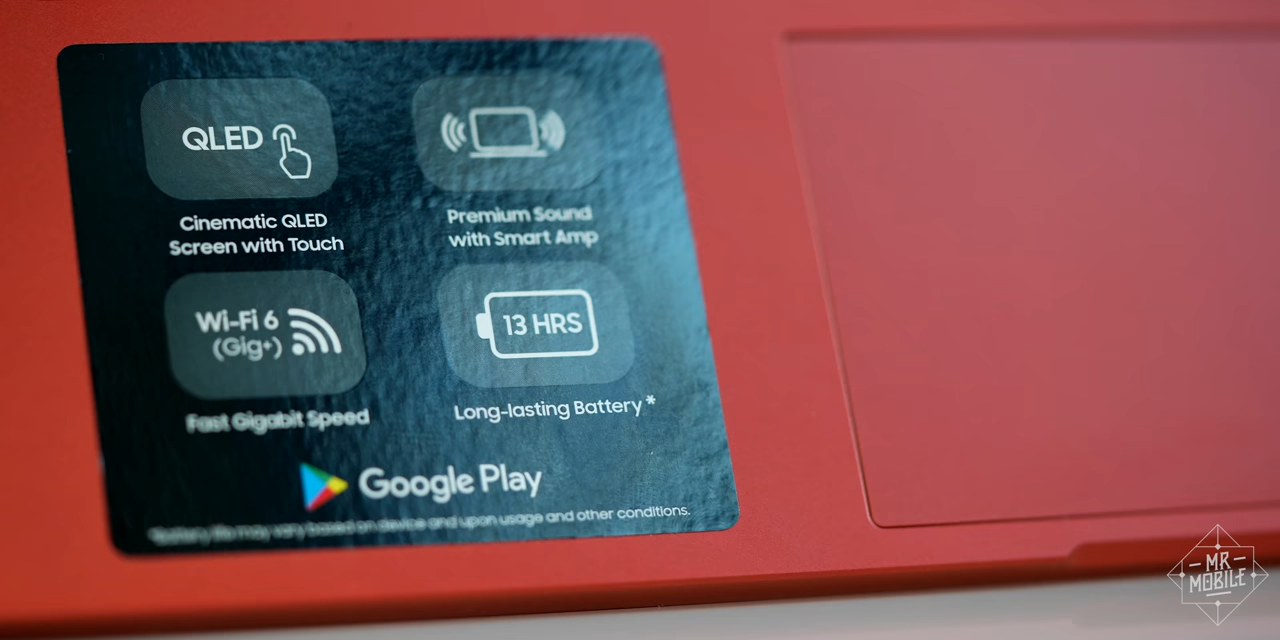 QLED
Cinematic QLED
Screen with Touch
Premium Sound
with Smart Amp
Wi-Fi 6
(Gig+)
Fast Gigabit Speed
13 HRS
Long-lasting Battery*
Google Play
*Battery life may vary based on device and upon usage and other conditions.
MR
MOBILE